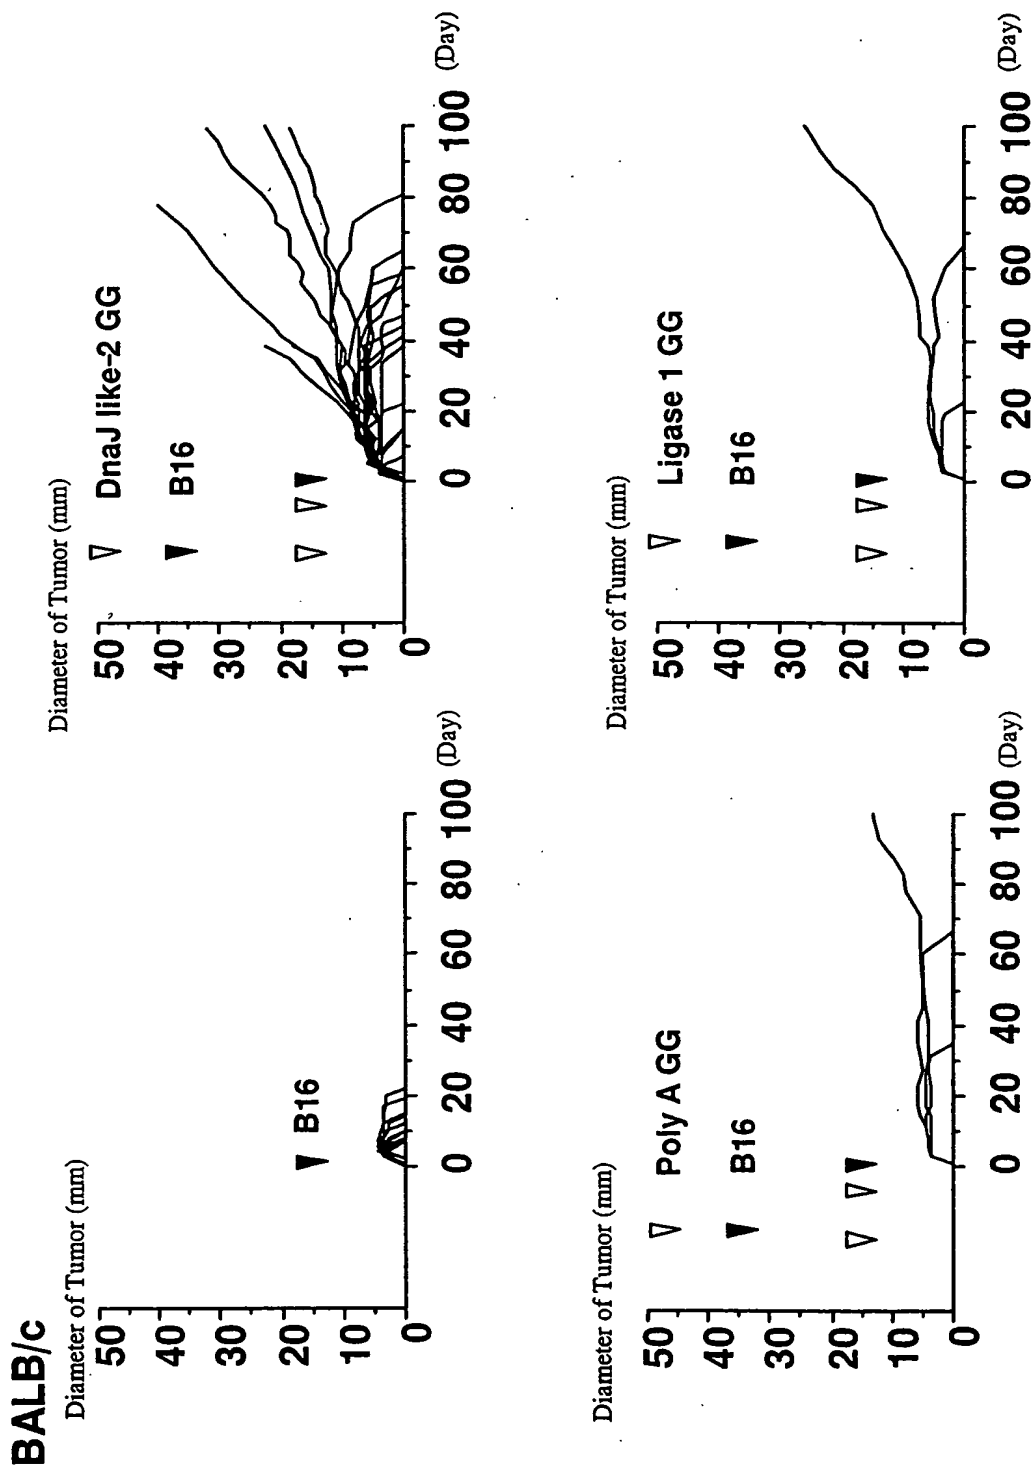 BALB/c
Diameter of Tumor (mm)
50
40
30
20
10
0
B16
0 20 40 60 80 100 (Day)
Diameter of Tumor (mm)
50
40
30
20
10
0
DnaJ like-2 GG
B16
0 20 40 60 80 100 (Day)
Diameter of Tumor (mm)
50
40
30
20
10
0
Poly A GG
B16
0 20 40 60 80 100 (Day)
Diameter of Tumor (mm)
50
40
30
20
10
0
Ligase 1 GG
B16
0 20 40 60 80 100 (Day)